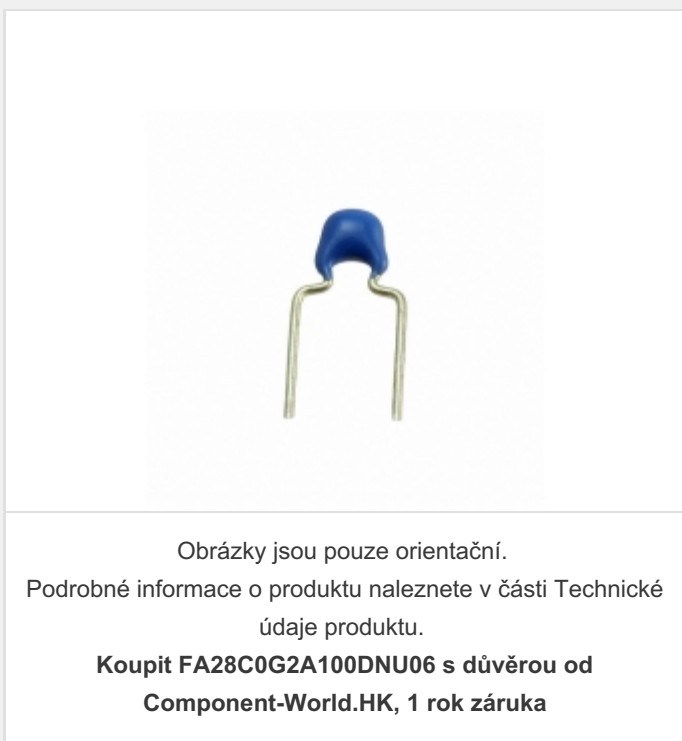 Obrázky jsou pouze orientační.
Podrobné informace o produktu naleznete v části Technické
údaje produktu.
Koupit FA28C0G2A100DNU06 s důvěrou od
Component-World.HK, 1 rok záruka